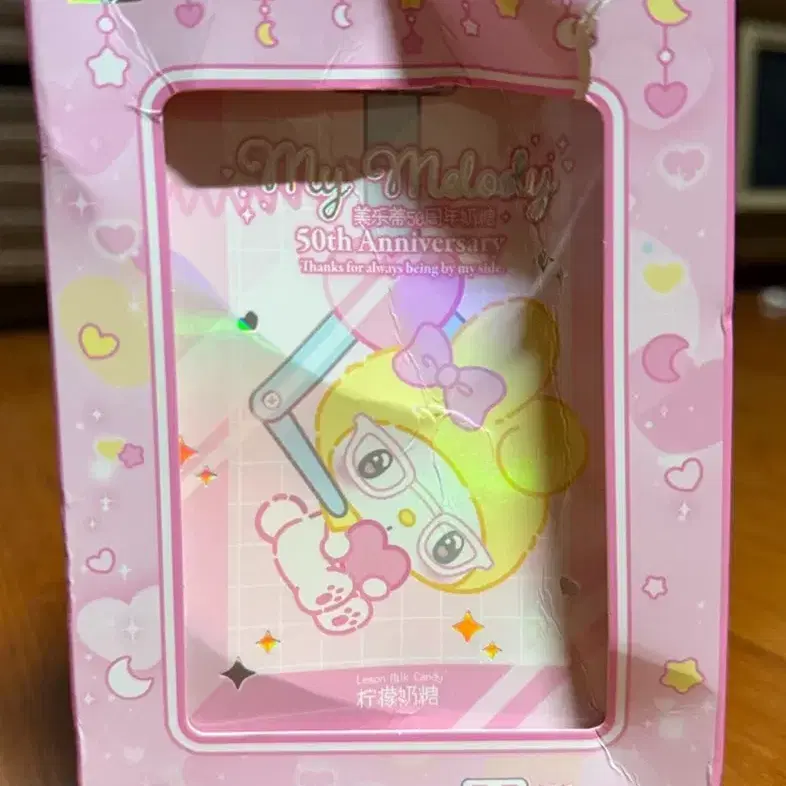 My Melody
美乐蒂50周年奶糖
50th Anniversary
Thanks for always being by my side.
Lemon Milk Candy
柠檬奶糖